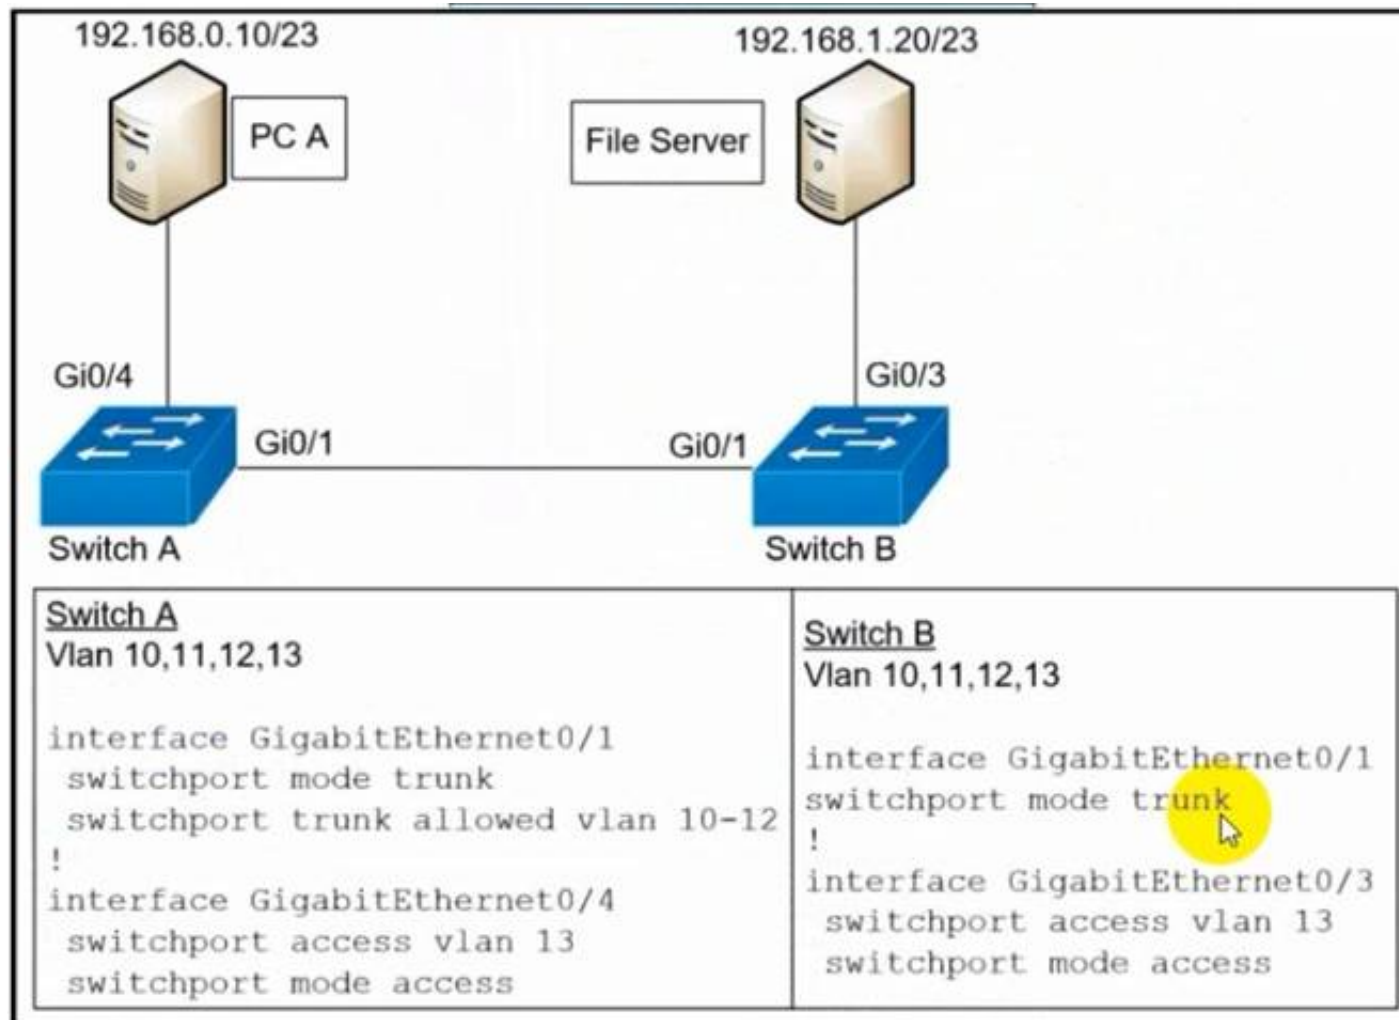 192.168.0.10/23
192.168.1.20/23
PC A
File Server
Gi0/4
Gi0/3
Gi0/1
Gi0/1
Switch A
Switch B
Switch A
Vlan 10,11,12,13
interface GigabitEthernet0/1
switchport mode trunk
switchport trunk allowed vlan 10-12
!
interface GigabitEthernet0/4
switchport access vlan 13
switchport mode access
Switch B
Vlan 10,11,12,13
interface GigabitEthernet0/1
switchport mode trunk
!
interface GigabitEthernet0/3
switchport access vlan 13
switchport mode access